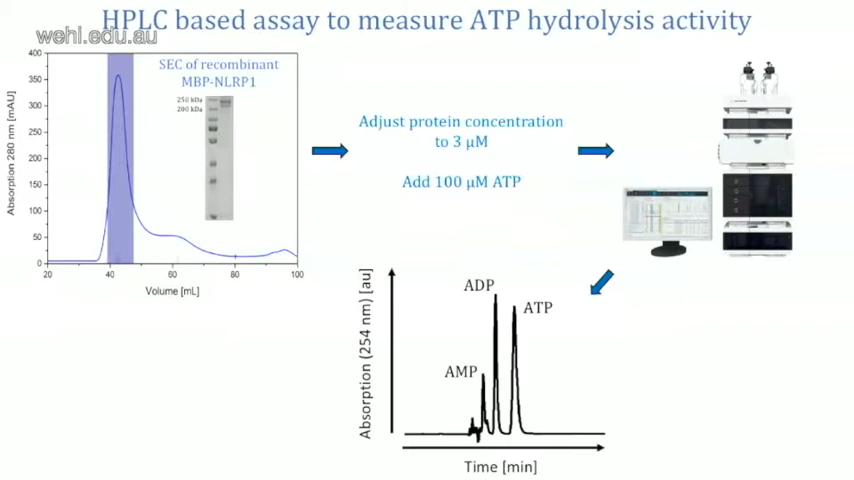 HPLC based assay to measure ATP hydrolysis activity
wehi.edu.au
SEC of recombinant
MBP-NLRP1
250 kDa
200 kDa
400
350
300
250
200
150
100
50
0
20
40
60
80
100
Absorption 280 nm [mAU]
Volume [mL]
Adjust protein concentration
to 3 µM
Add 100 µM ATP
ADP
ATP
AMP
Absorption (254 nm) [au]
Time [min]